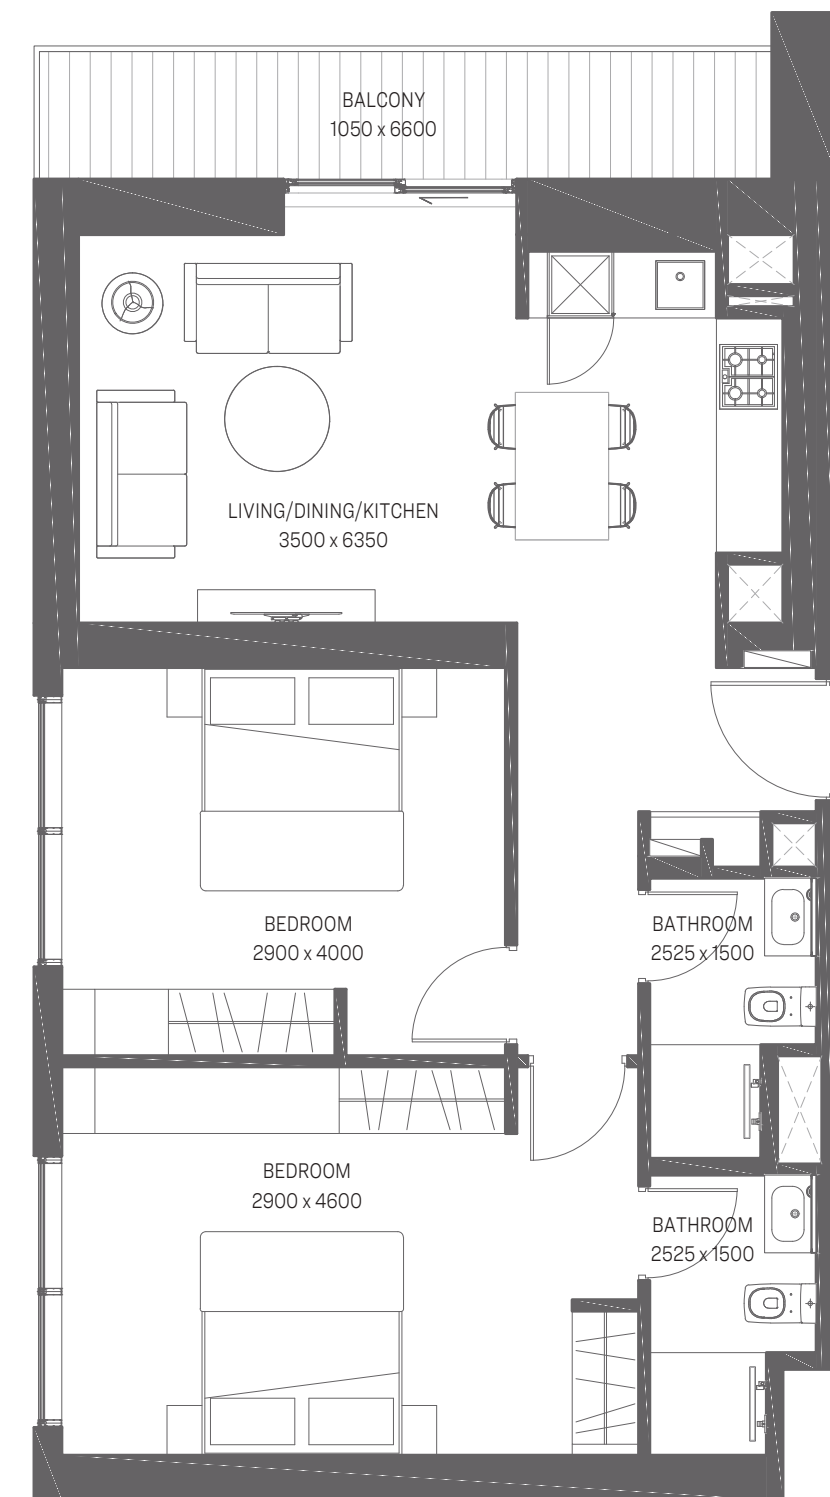 BALCONY
1050 x 6600
LIVING/DINING/KITCHEN
3500 x 6350
BEDROOM
2900 x 4000
BATHROOM
2525 x 1500
BEDROOM
2900 x 4600
BATHROOM
2525 x 1500